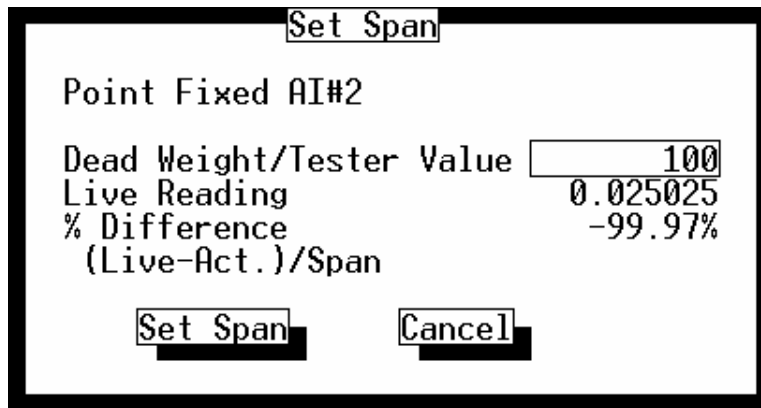 Set Span
Point Fixed AI#2
Dead Weight/Tester Value 100
Live Reading 0.025025
% Difference -99.97%
(Live-Act.)/Span
Set Span Cancel